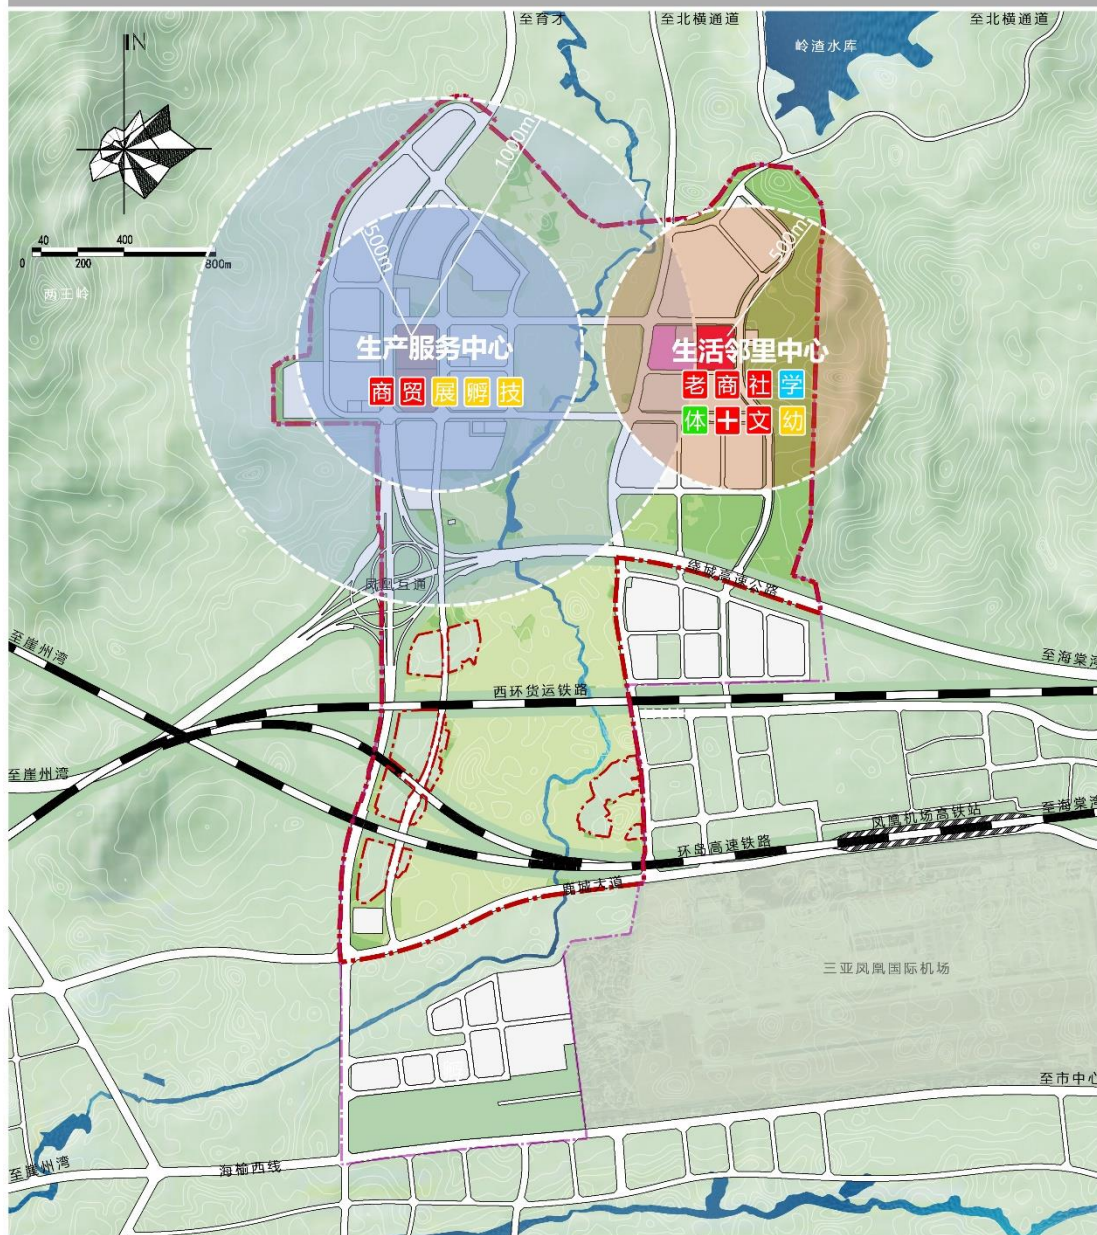 至育才
至北横通道
至北横通道
岭渣水库
N
1000m
500m
500m
40
400
0
200
800m
两王岭
生产服务中心
商 贸 展 孵 技
生活邻里中心
老 商 社 学
体 十 文 幼
凤凰互通
绕城高速公路
至崖州湾
至海棠湾
西环货运铁路
至崖州湾
至海棠湾
凤凰机场高铁站
环岛高速铁路
鹿城大道
三亚凤凰国际机场
至市中心
至崖州湾
海榆西线